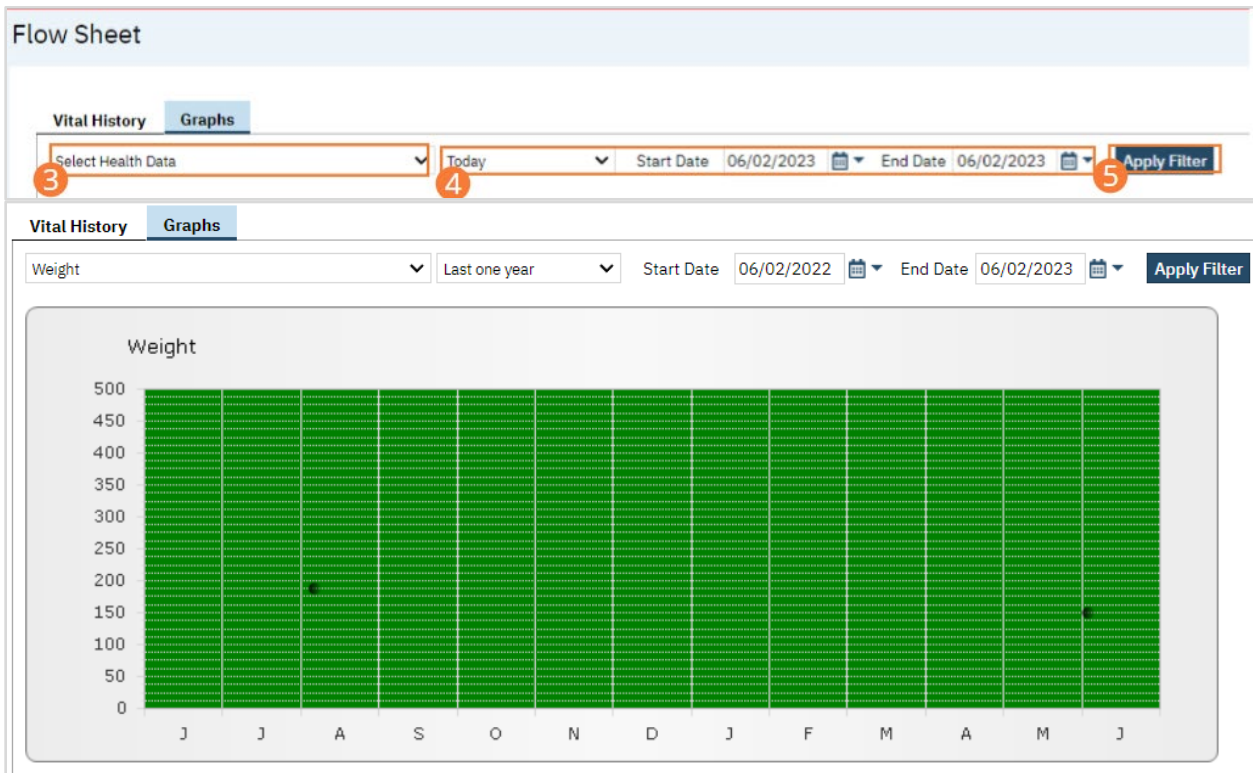 Flow Sheet
Vital History Graphs
Select Health Data Today Start Date 06/02/2023 End Date 06/02/2023 Apply Filter
3 4 5
Vital History Graphs
Weight Last one year Start Date 06/02/2022 End Date 06/02/2023 Apply Filter
Weight
500
450
400
350
300
250
200
150
100
50
0
J J A S O N D J F M A M J